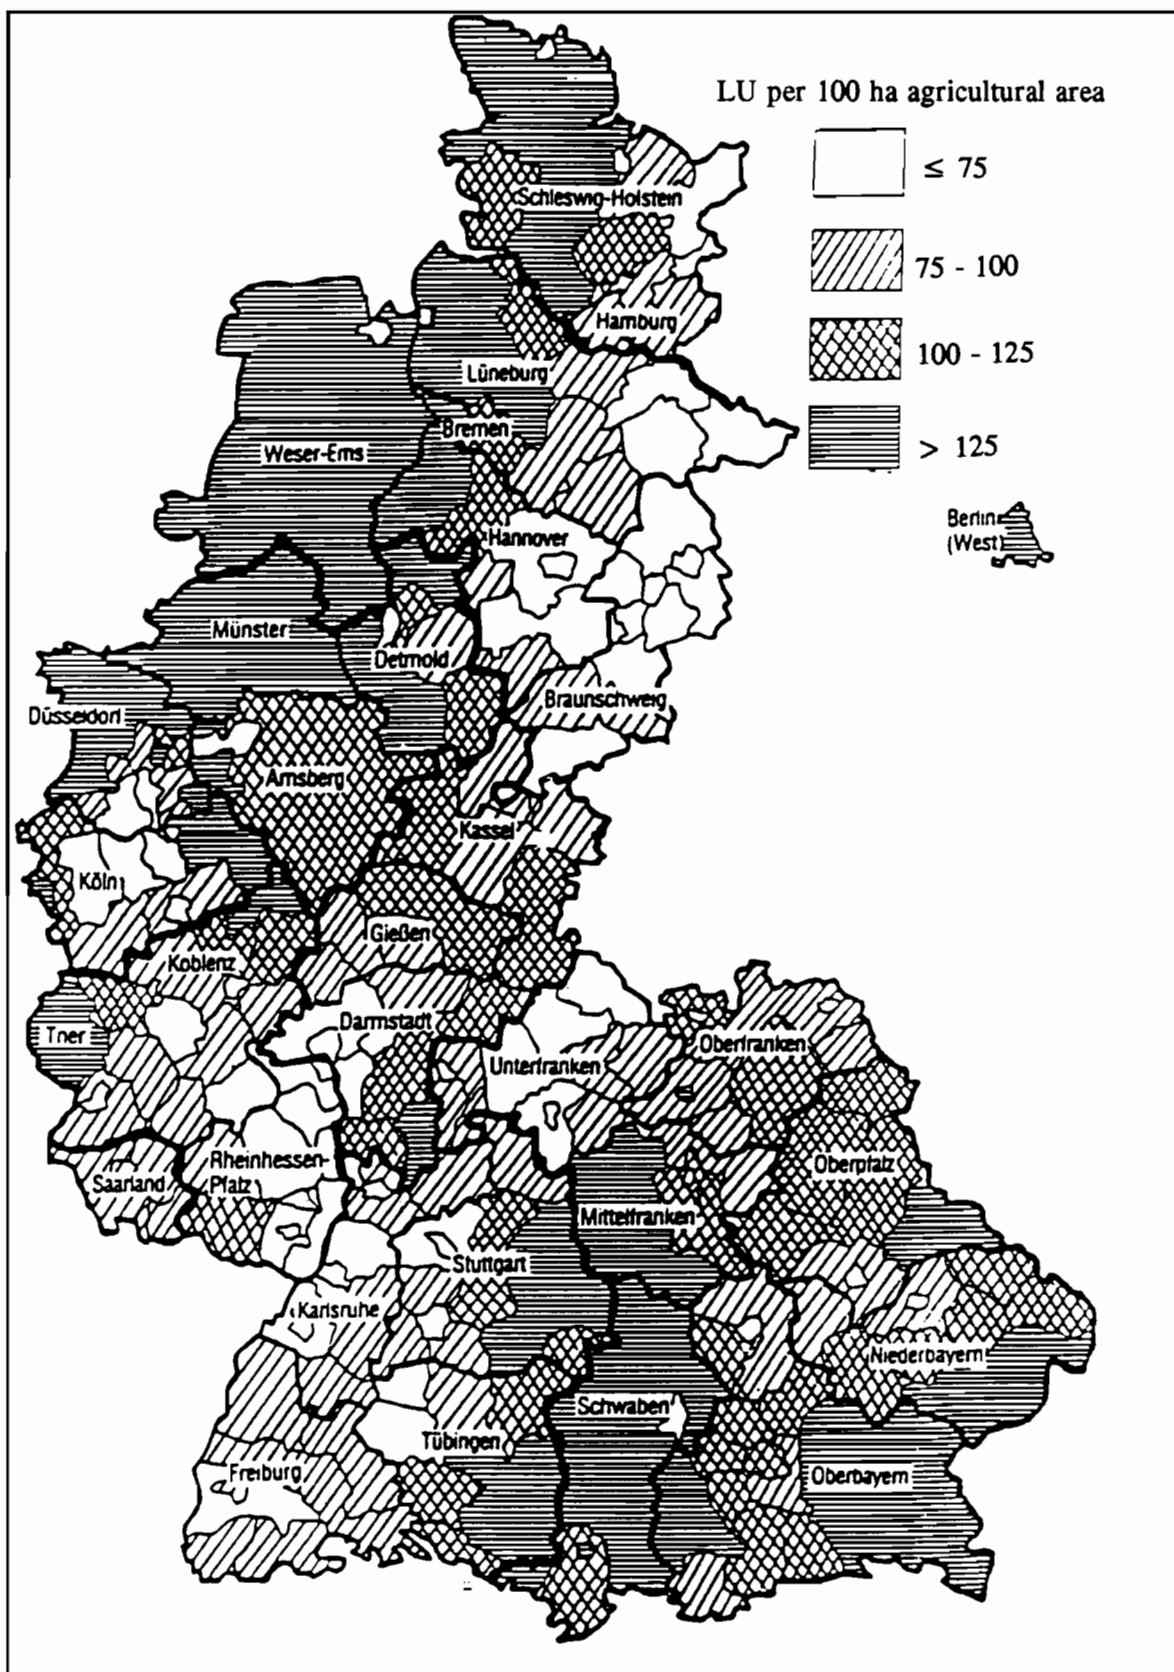 LU per 100 ha agricultural area
≤ 75
75 - 100
100 - 125
> 125
Schleswig-Holstein
Hamburg
Lüneburg
Bremen
Weser-Ems
Hannover
Berlin
(West)
Münster
Detmold
Braunschweig
Düsseldorf
Arnsberg
Kassel
Köln
Gießen
Koblenz
Trier
Darmstadt
Unterfranken
Oberfranken
Rheinhessen-
Pfalz
Saarland
Oberpfalz
Mittelfranken
Stuttgart
Karlsruhe
Niederbayern
Schwaben
Tübingen
Freiburg
Oberbayern